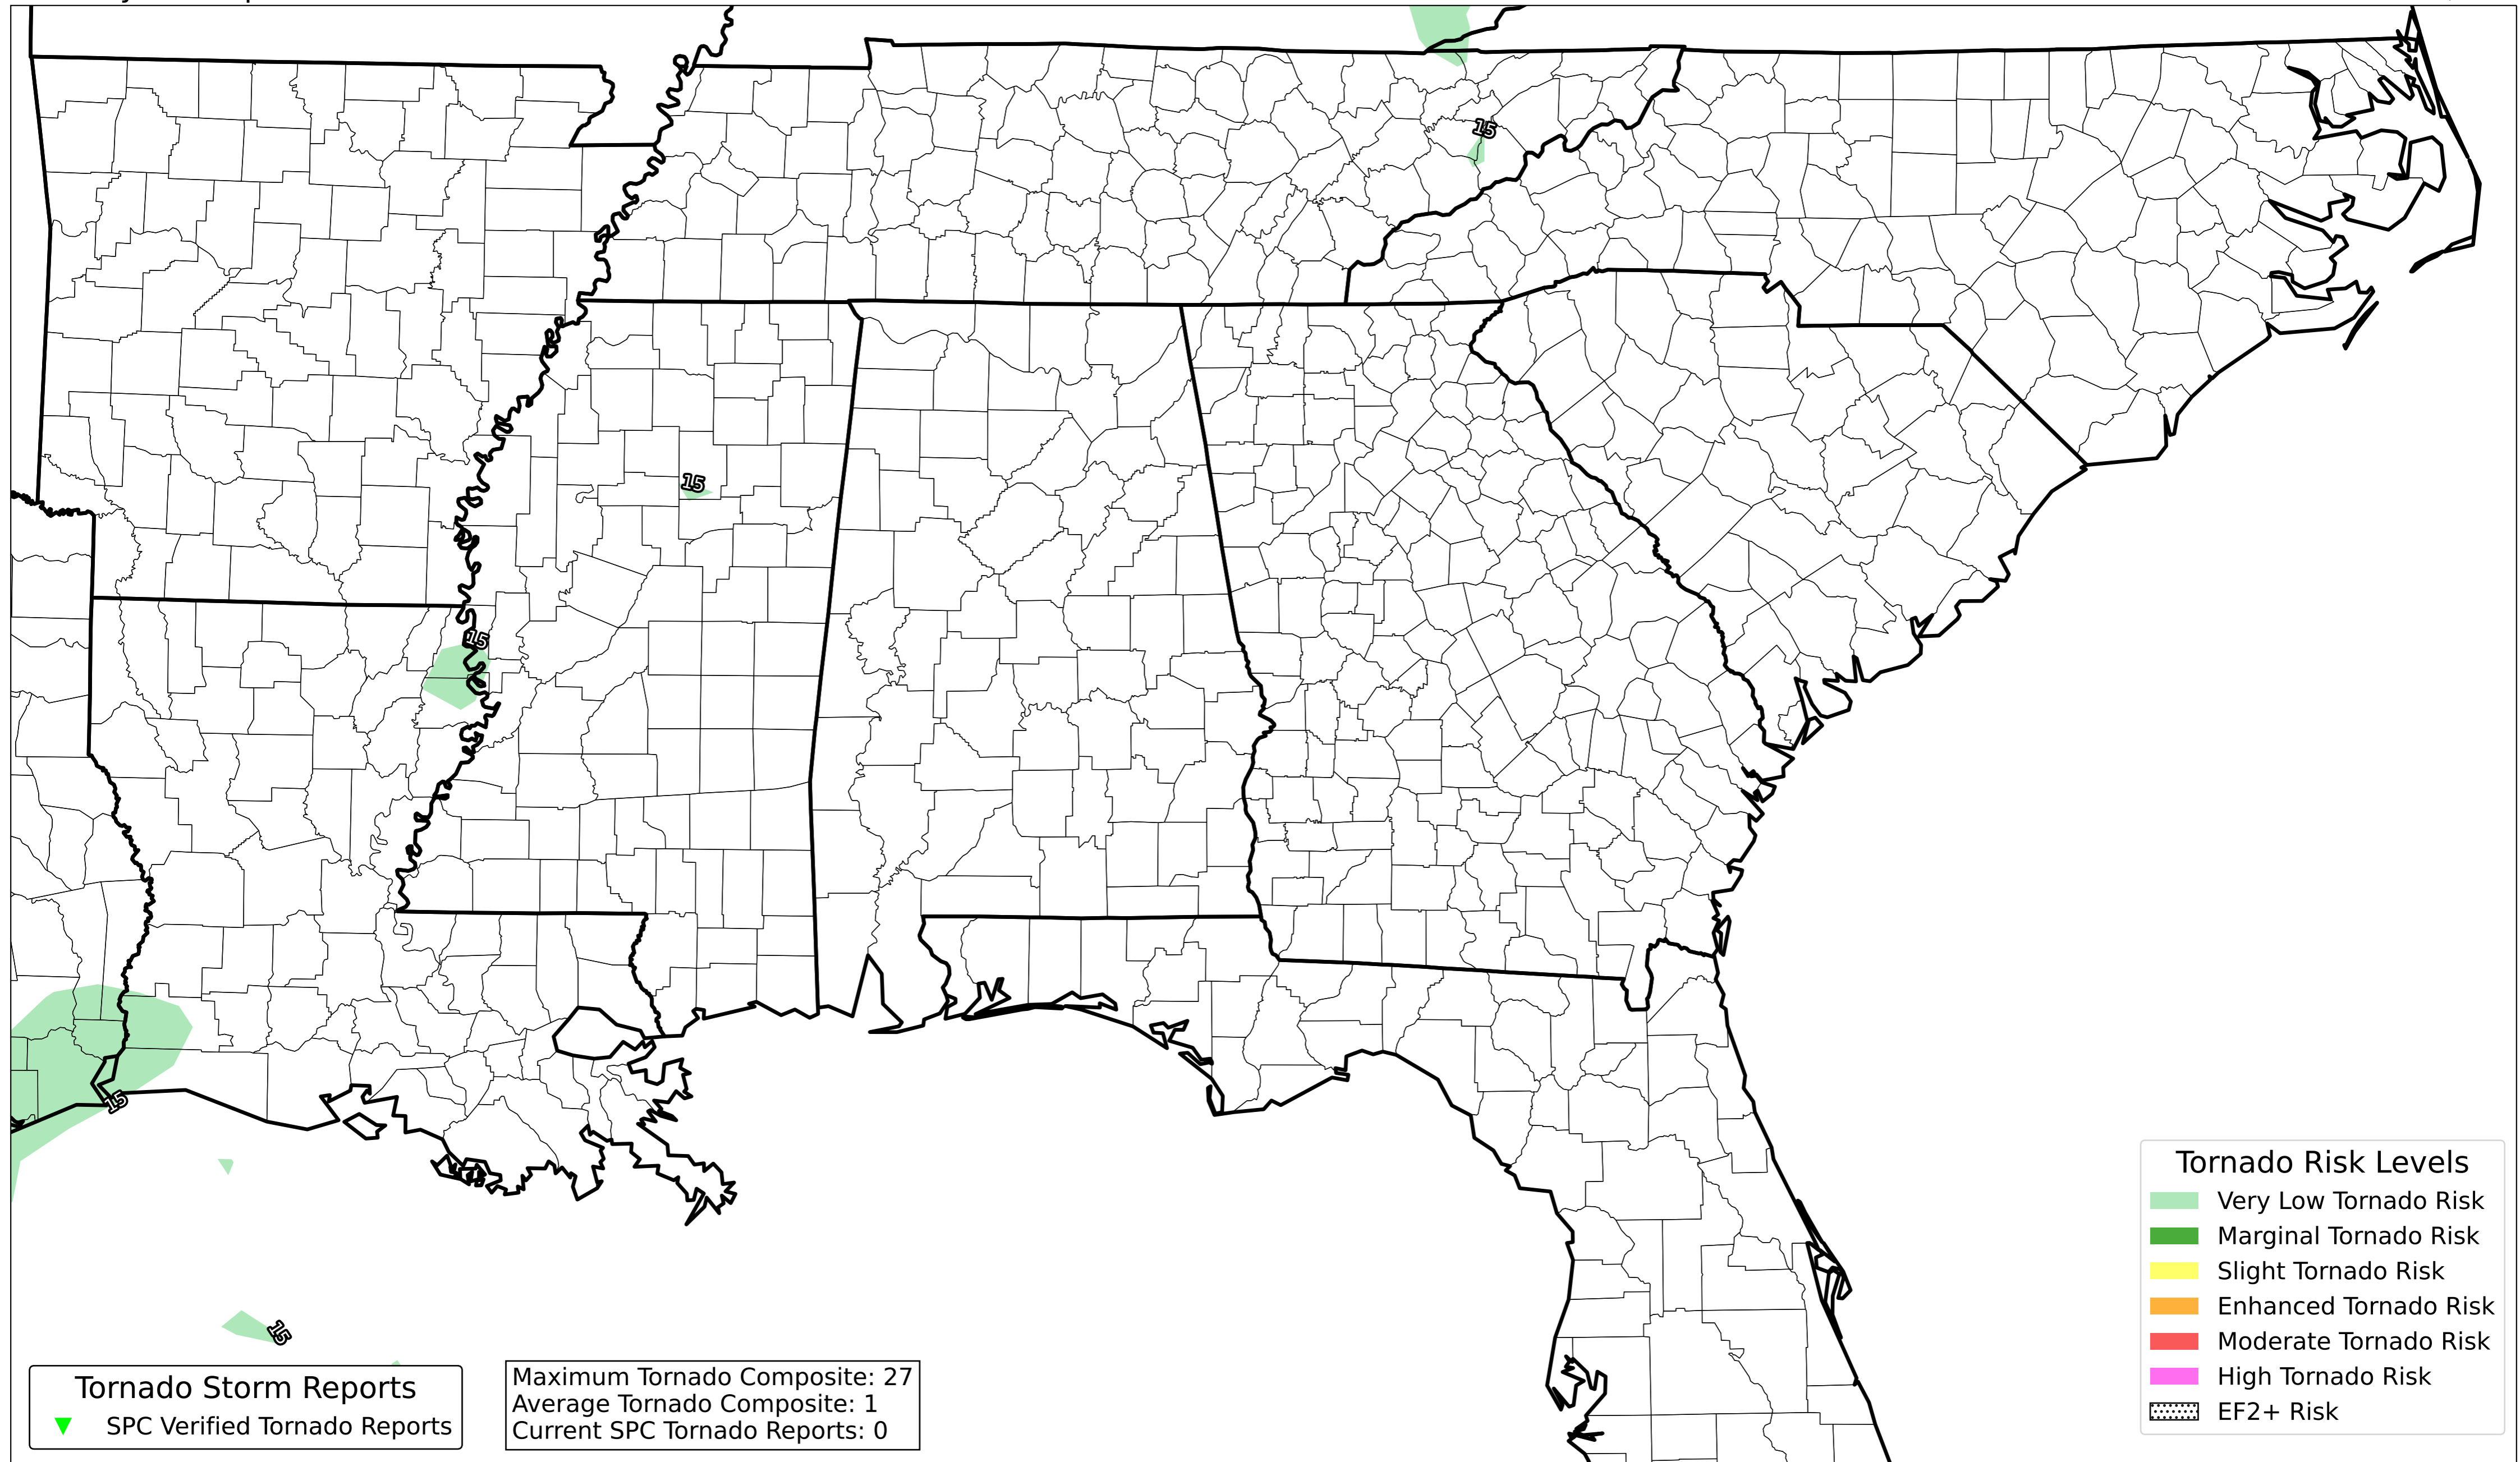 15
15
15
15
15
Tornado Storm Reports
SPC Verified Tornado Reports
Maximum Tornado Composite: 27
Average Tornado Composite: 1
Current SPC Tornado Reports: 0
Tornado Risk Levels
Very Low Tornado Risk
Marginal Tornado Risk
Slight Tornado Risk
Enhanced Tornado Risk
Moderate Tornado Risk
High Tornado Risk
EF2+ Risk